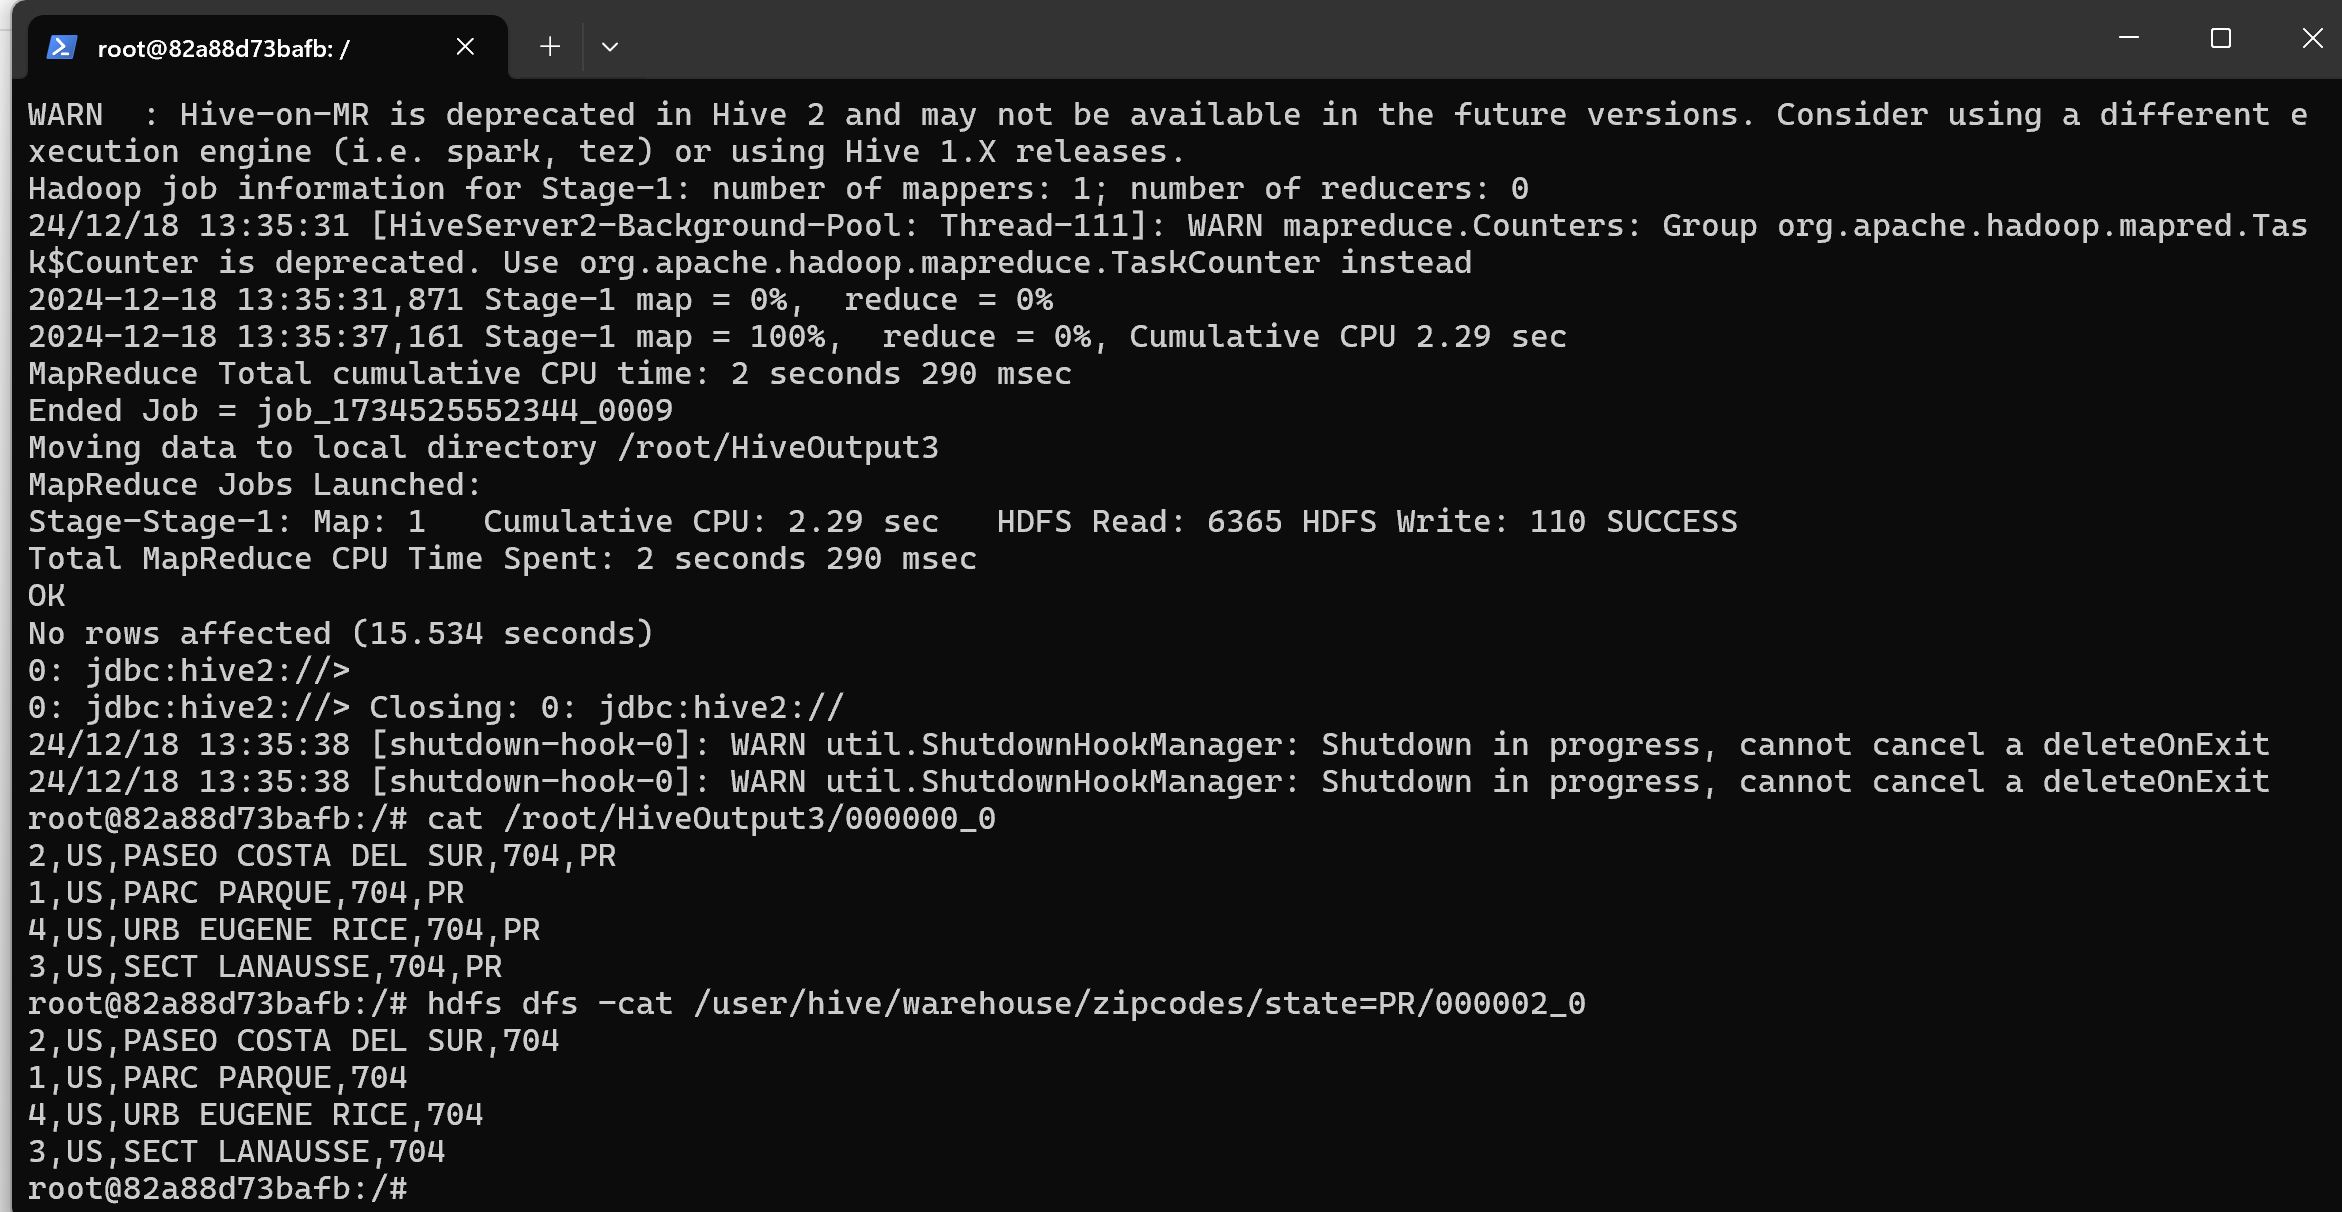 root@82a88d73bafb: /
WARN  : Hive-on-MR is deprecated in Hive 2 and may not be available in the future versions. Consider using a different e
xecution engine (i.e. spark, tez) or using Hive 1.X releases.
Hadoop job information for Stage-1: number of mappers: 1; number of reducers: 0
24/12/18 13:35:31 [HiveServer2-Background-Pool: Thread-111]: WARN mapreduce.Counters: Group org.apache.hadoop.mapred.Tas
k$Counter is deprecated. Use org.apache.hadoop.mapreduce.TaskCounter instead
2024-12-18 13:35:31,871 Stage-1 map = 0%,  reduce = 0%
2024-12-18 13:35:37,161 Stage-1 map = 100%,  reduce = 0%, Cumulative CPU 2.29 sec
MapReduce Total cumulative CPU time: 2 seconds 290 msec
Ended Job = job_1734525552344_0009
Moving data to local directory /root/HiveOutput3
MapReduce Jobs Launched:
Stage-Stage-1: Map: 1   Cumulative CPU: 2.29 sec   HDFS Read: 6365 HDFS Write: 110 SUCCESS
Total MapReduce CPU Time Spent: 2 seconds 290 msec
OK
No rows affected (15.534 seconds)
0: jdbc:hive2://>
0: jdbc:hive2://> Closing: 0: jdbc:hive2://
24/12/18 13:35:38 [shutdown-hook-0]: WARN util.ShutdownHookManager: Shutdown in progress, cannot cancel a deleteOnExit
24/12/18 13:35:38 [shutdown-hook-0]: WARN util.ShutdownHookManager: Shutdown in progress, cannot cancel a deleteOnExit
root@82a88d73bafb:/# cat /root/HiveOutput3/000000_0
2,US,PASEO COSTA DEL SUR,704,PR
1,US,PARC PARQUE,704,PR
4,US,URB EUGENE RICE,704,PR
3,US,SECT LANAUSSE,704,PR
root@82a88d73bafb:/# hdfs dfs -cat /user/hive/warehouse/zipcodes/state=PR/000002_0
2,US,PASEO COSTA DEL SUR,704
1,US,PARC PARQUE,704
4,US,URB EUGENE RICE,704
3,US,SECT LANAUSSE,704
root@82a88d73bafb:/#